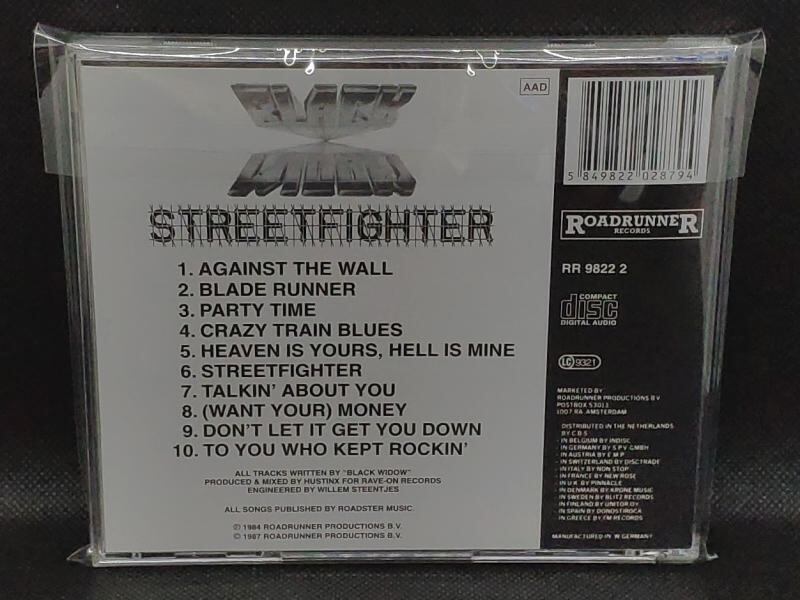 BLACK
WIDOW
STREETFIGHTER
1. AGAINST THE WALL
2. BLADE RUNNER
3. PARTY TIME
4. CRAZY TRAIN BLUES
5. HEAVEN IS YOURS, HELL IS MINE
6. STREETFIGHTER
7. TALKIN' ABOUT YOU
8. (WANT YOUR) MONEY
9. DON'T LET IT GET YOU DOWN
10. TO YOU WHO KEPT ROCKIN'
ALL TRACKS WRITTEN BY "BLACK WIDOW"
PRODUCED & MIXED BY HUSTINX FOR RAVE-ON RECORDS
ENGINEERED BY WILLEM STEENTJES
ALL SONGS PUBLISHED BY ROADSTER MUSIC.
℗ 1984 ROADRUNNER PRODUCTIONS B.V.
© 1987 ROADRUNNER PRODUCTIONS B.V.
AAD
5 849822 028794
ROADRUNNER
RECORDS
RR 9822 2
COMPACT
disc
DIGITAL AUDIO
LC 9321
MARKETED BY
ROADRUNNER PRODUCTIONS B V
POSTBOX 53013
1007 RA AMSTERDAM
DISTRIBUTED IN THE NETHERLANDS
BY C B S
- IN BELGIUM BY INDISC
- IN GERMANY BY S P V GMBH
- IN AUSTRIA BY E M P
- IN SWITZERLAND BY DISCTRADE
- IN ITALY BY NON STOP
- IN FRANCE BY NEW ROSE
- IN U.K BY PINNACLE
- IN DENMARK BY KRONE MUSIC
- IN SWEDEN BY BLITZ RECORDS
- IN FINLAND BY UNITOR OY
- IN SPAIN BY DONOSTIROCK
- IN GREECE BY FM RECORDS
MANUFACTURED IN W GERMANY